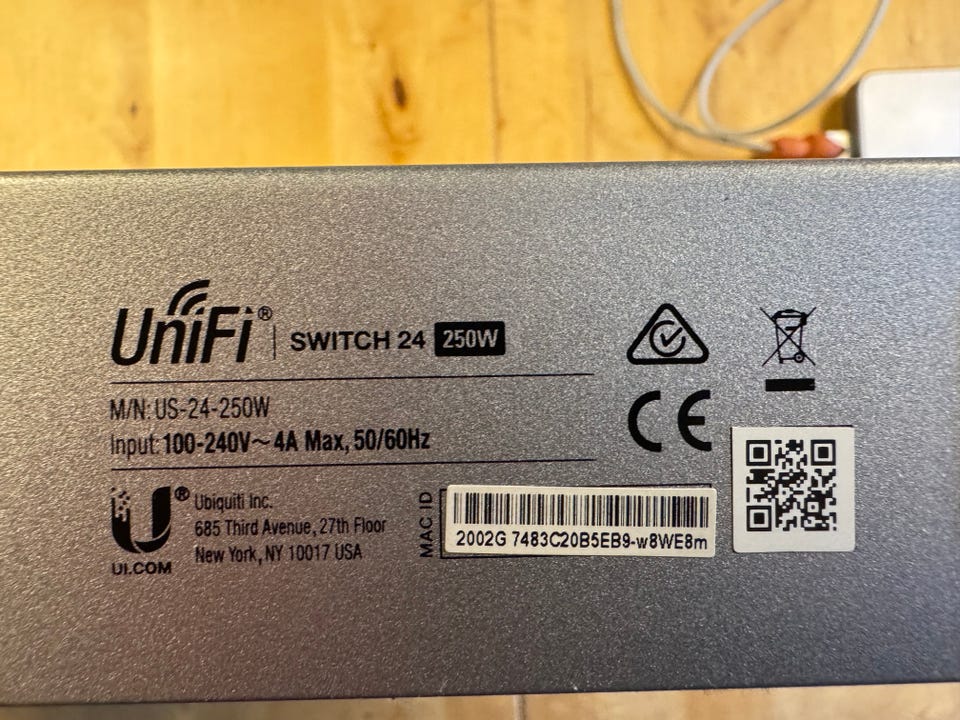 UniFi® SWITCH 24 250W
M/N: US-24-250W
Input: 100-240V~ 4A Max, 50/60Hz
U®
UI.COM
Ubiquiti Inc.
685 Third Avenue, 27th Floor
New York, NY 10017 USA
MAC ID
2002G 7483C20B5EB9-w8WE8m
CE